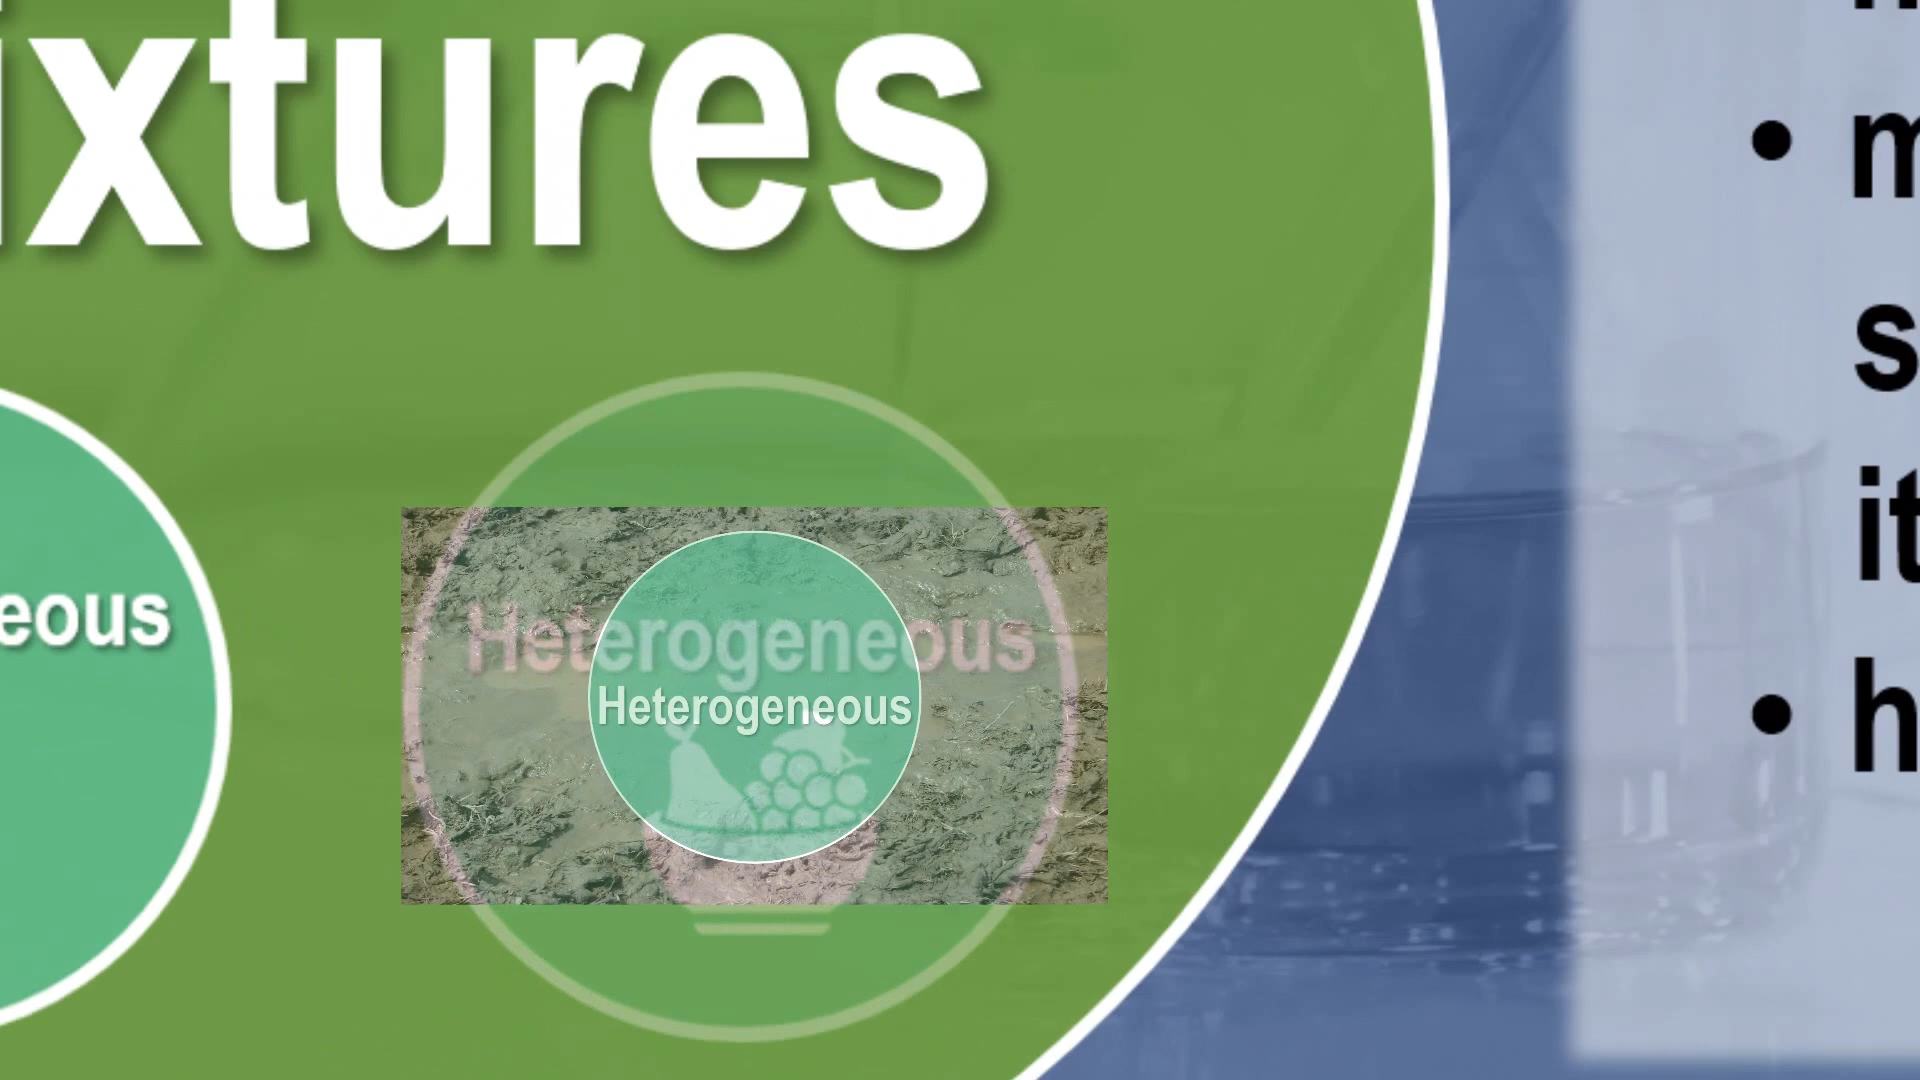 ixtures
eous
Heterogeneous
Heterogeneous
m
s
it
h